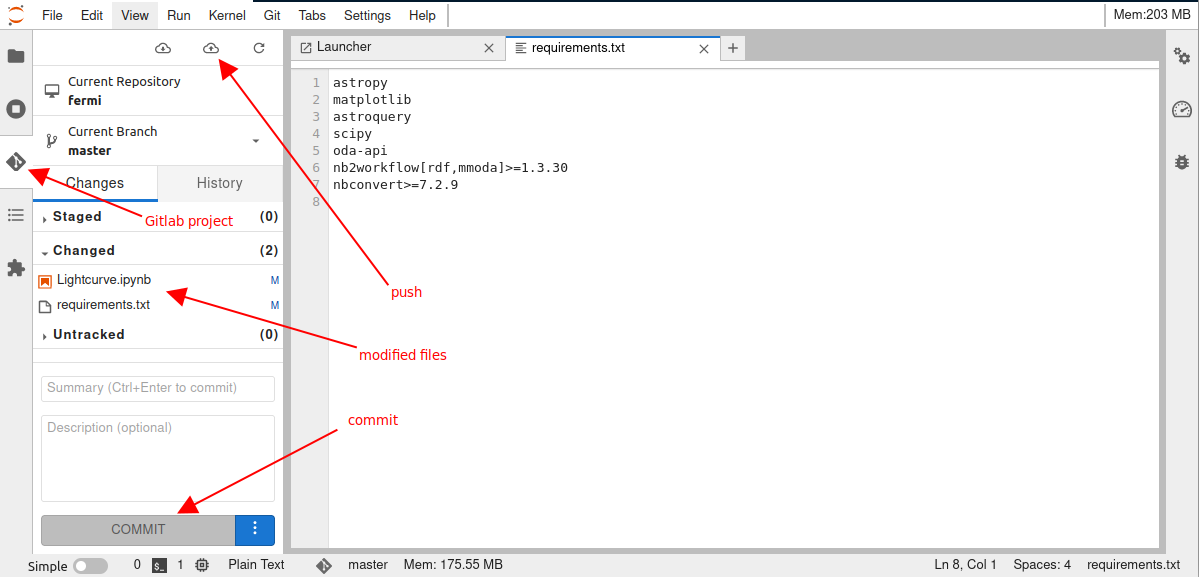 File Edit View Run Kernel Git Tabs Settings Help
Mem:203 MB
Current Repository
fermi
Current Branch
master
Changes History
Gitlab project
Staged (0)
Changed (2)
Lightcurve.ipynb M
requirements.txt M
Untracked (0)
Summary (Ctrl+Enter to commit)
Description (optional)
COMMIT
Launcher
requirements.txt
1 astropy
2 matplotlib
3 astroquery
4 scipy
5 oda-api
6 nb2workflow[rdf,mmoda]>=1.3.30
7 nbconvert>=7.2.9
8
push
modified files
commit
Simple 0 $_ 1 Plain Text master Mem: 175.55 MB Ln 8, Col 1 Spaces: 4 requirements.txt